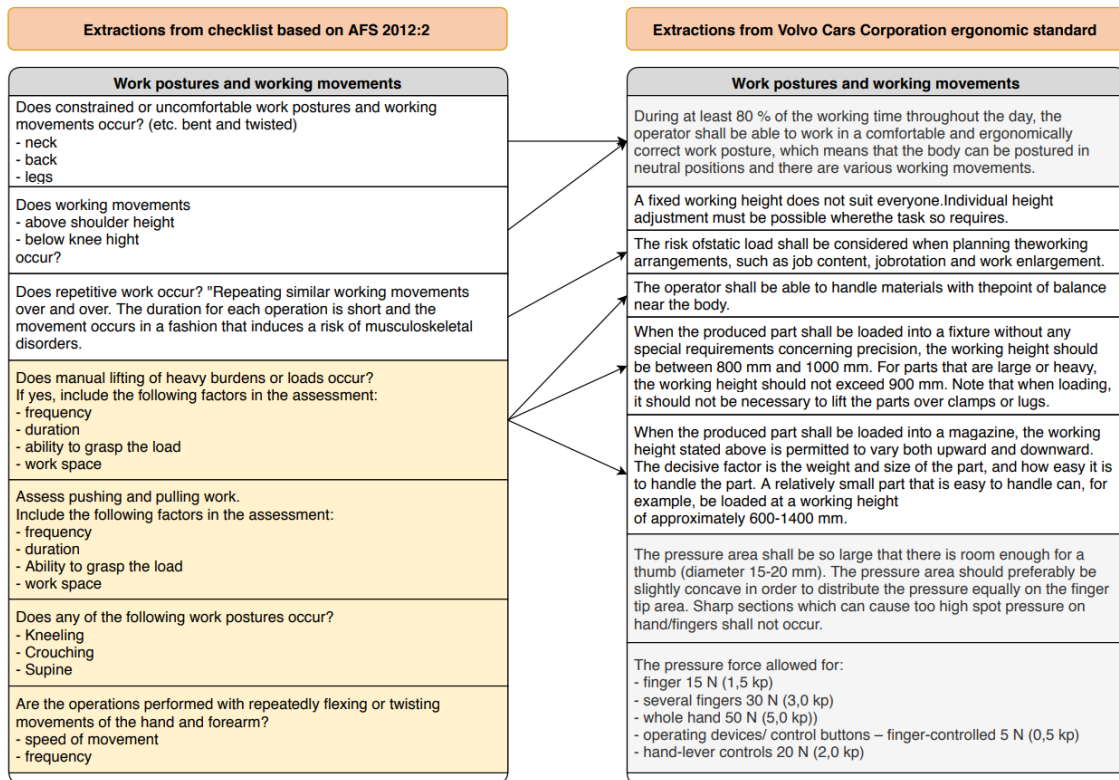 Extractions from checklist based on AFS 2012:2
Work postures and working movements
Does constrained or uncomfortable work postures and working
movements occur? (etc. bent and twisted)
- neck
- back
- legs
Does working movements
- above shoulder height
- below knee hight
occur?
Does repetitive work occur? "Repeating similar working movements
over and over. The duration for each operation is short and the
movement occurs in a fashion that induces a risk of musculoskeletal
disorders.
Does manual lifting of heavy burdens or loads occur?
If yes, include the following factors in the assessment:
- frequency
- duration
- ability to grasp the load
- work space
Assess pushing and pulling work.
Include the following factors in the assessment:
- frequency
- duration
- Ability to grasp the load
- work space
Does any of the following work postures occur?
- Kneeling
- Crouching
- Supine
Are the operations performed with repeatedly flexing or twisting
movements of the hand and forearm?
- speed of movement
- frequency
Extractions from Volvo Cars Corporation ergonomic standard
Work postures and working movements
During at least 80 % of the working time throughout the day, the
operator shall be able to work in a comfortable and ergonomically
correct work posture, which means that the body can be postured in
neutral positions and there are various working movements.
A fixed working height does not suit everyone.Individual height
adjustment must be possible wherethe task so requires.
The risk ofstatic load shall be considered when planning theworking
arrangements, such as job content, jobrotation and work enlargement.
The operator shall be able to handle materials with thepoint of balance
near the body.
When the produced part shall be loaded into a fixture without any
special requirements concerning precision, the working height should
be between 800 mm and 1000 mm. For parts that are large or heavy,
the working height should not exceed 900 mm. Note that when loading,
it should not be necessary to lift the parts over clamps or lugs.
When the produced part shall be loaded into a magazine, the working
height stated above is permitted to vary both upward and downward.
The decisive factor is the weight and size of the part, and how easy it is
to handle the part. A relatively small part that is easy to handle can, for
example, be loaded at a working height
of approximately 600-1400 mm.
The pressure area shall be so large that there is room enough for a
thumb (diameter 15-20 mm). The pressure area should preferably be
slightly concave in order to distribute the pressure equally on the finger
tip area. Sharp sections which can cause too high spot pressure on
hand/fingers shall not occur.
The pressure force allowed for:
- finger 15 N (1,5 kp)
- several fingers 30 N (3,0 kp)
- whole hand 50 N (5,0 kp))
- operating devices/ control buttons – finger-controlled 5 N (0,5 kp)
- hand-lever controls 20 N (2,0 kp)